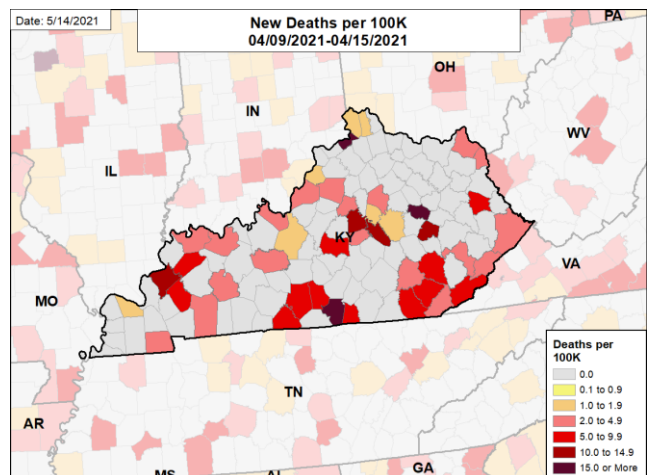 Date: 5/14/2021
New Deaths per 100K
04/09/2021-04/15/2021
PA
OH
IN
WV
IL
KY
VA
MO
TN
AR
MS
AL
GA
Deaths per
100K
0.0
0.1 to 0.9
1.0 to 1.9
2.0 to 4.9
5.0 to 9.9
10.0 to 14.9
15.0 or More